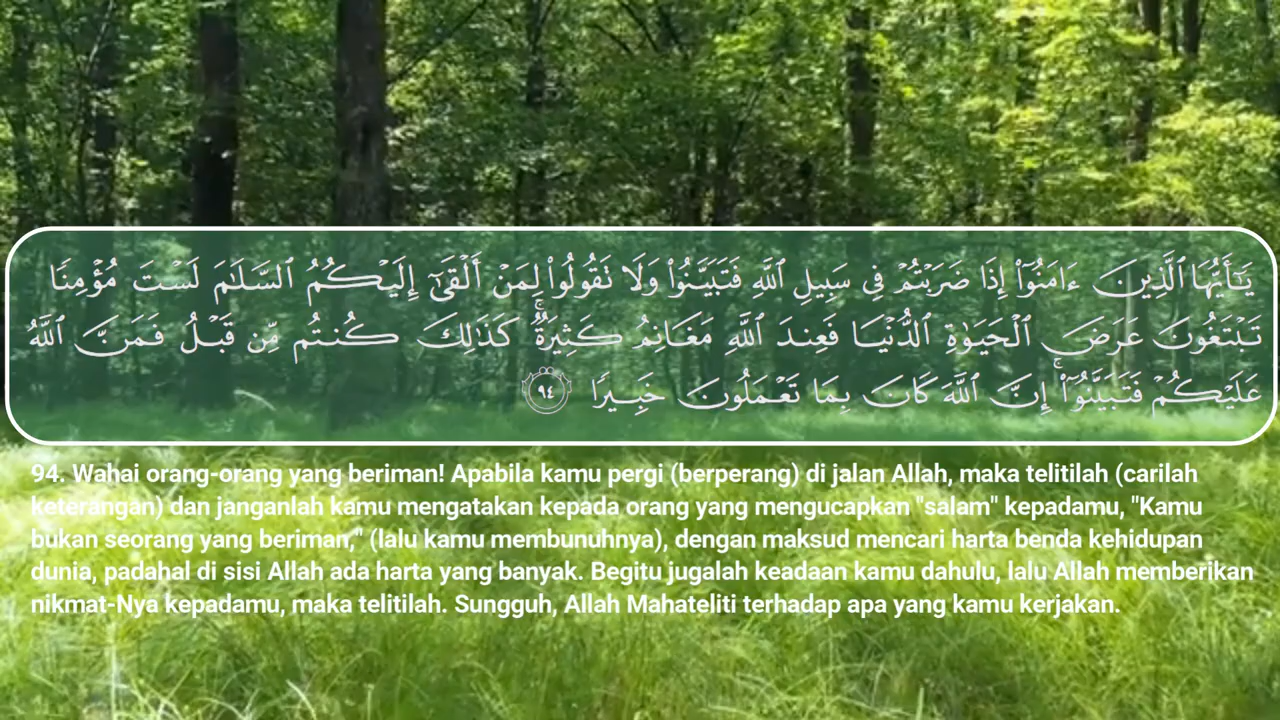 يَـٰٓأَيُّهَا ٱلَّذِينَ ءَامَنُوٓا۟ إِذَا ضَرَبْتُمْ فِى سَبِيلِ ٱللَّهِ فَتَبَيَّنُوا۟ وَلَا تَقُولُوا۟ لِمَنْ أَلْقَىٰٓ إِلَيْكُمُ ٱلسَّلَـٰمَ لَسْتَ مُؤْمِنًا
تَبْتَغُونَ عَرَضَ ٱلْحَيَوٰةِ ٱلدُّنْيَا فَعِندَ ٱللَّهِ مَغَانِمُ كَثِيرَةٌ ۚ كَذَٰلِكَ كُنتُم مِّن قَبْلُ فَمَنَّ ٱللَّهُ
عَلَيْكُمْ فَتَبَيَّنُوٓا۟ ۚ إِنَّ ٱللَّهَ كَانَ بِمَا تَعْمَلُونَ خَبِيرًا ٩٤
94. Wahai orang-orang yang beriman! Apabila kamu pergi (berperang) di jalan Allah, maka telitilah (carilah
keterangan) dan janganlah kamu mengatakan kepada orang yang mengucapkan "salam" kepadamu, "Kamu
bukan seorang yang beriman," (lalu kamu membunuhnya), dengan maksud mencari harta benda kehidupan
dunia, padahal di sisi Allah ada harta yang banyak. Begitu jugalah keadaan kamu dahulu, lalu Allah memberikan
nikmat-Nya kepadamu, maka telitilah. Sungguh, Allah Mahateliti terhadap apa yang kamu kerjakan.